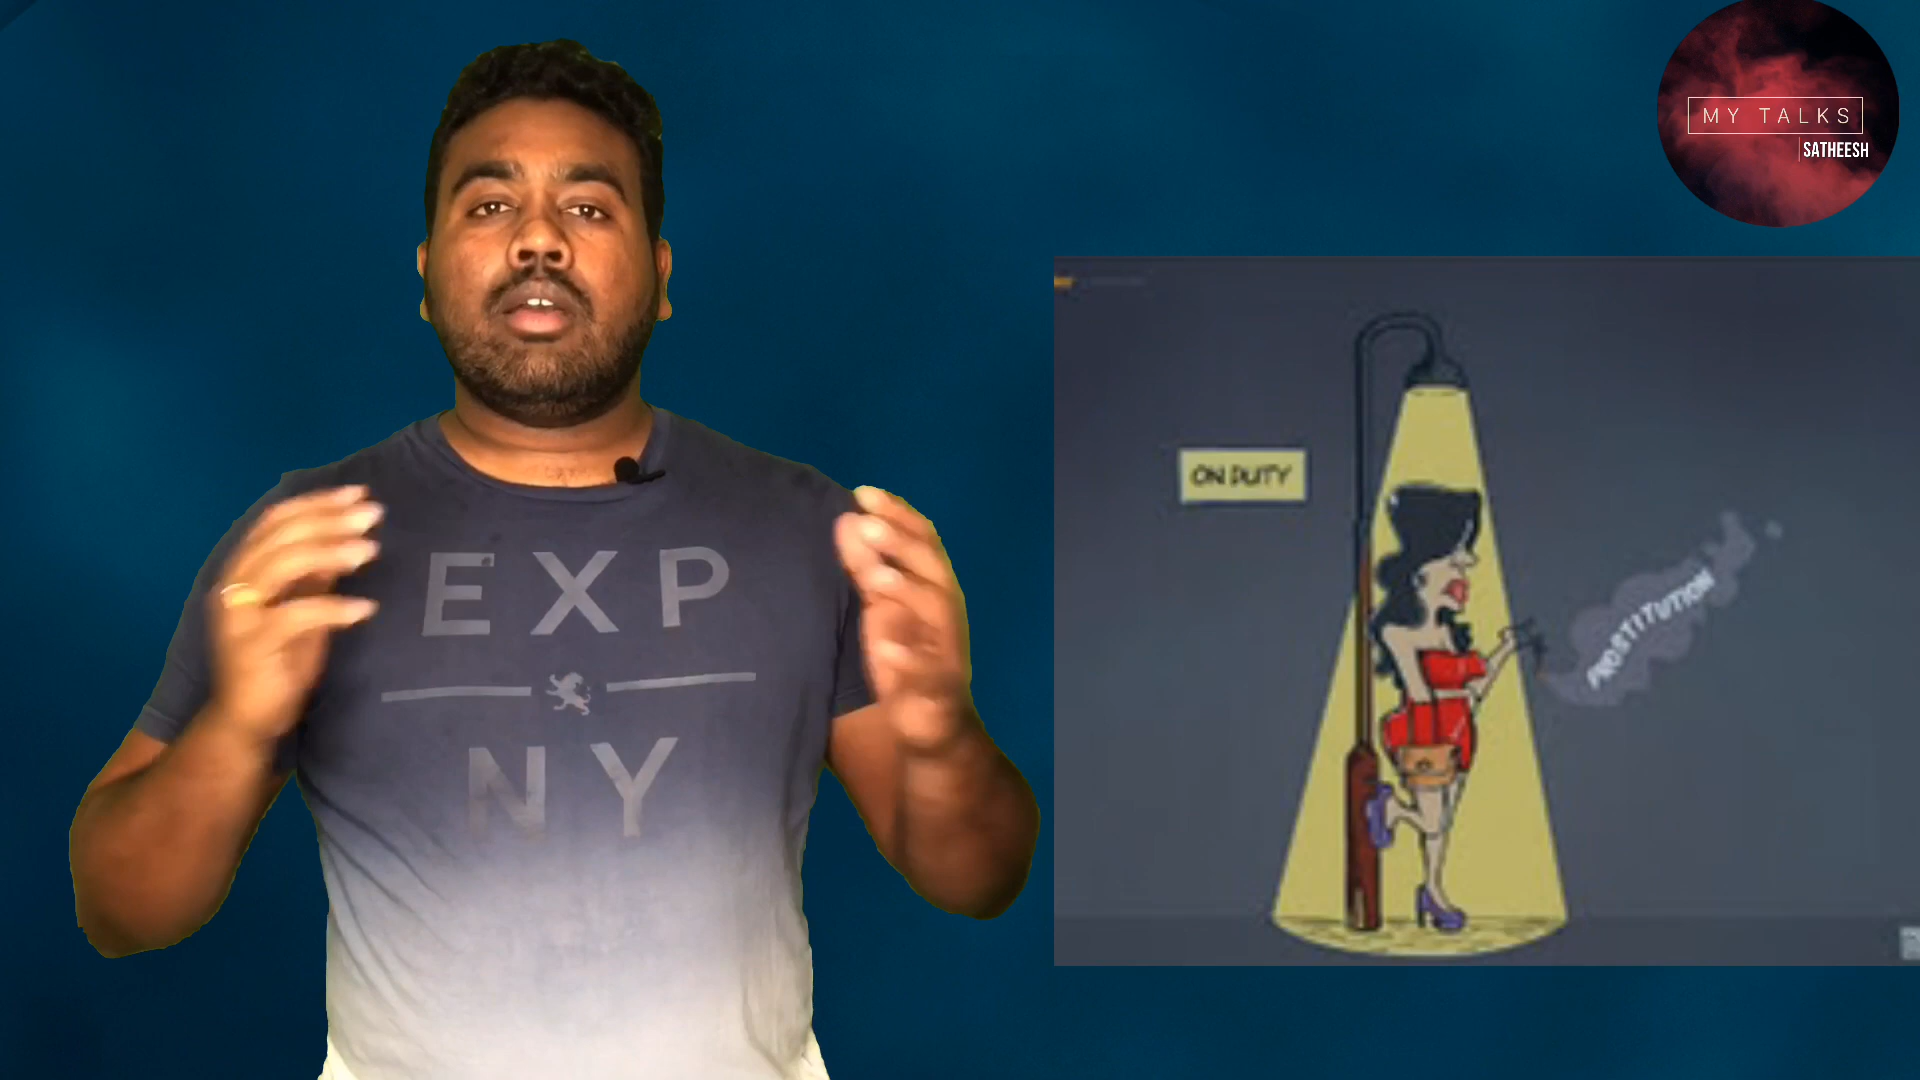 MY TALKS
SATHEESH
ON DUTY
PROSTITUTION
EXP
NY